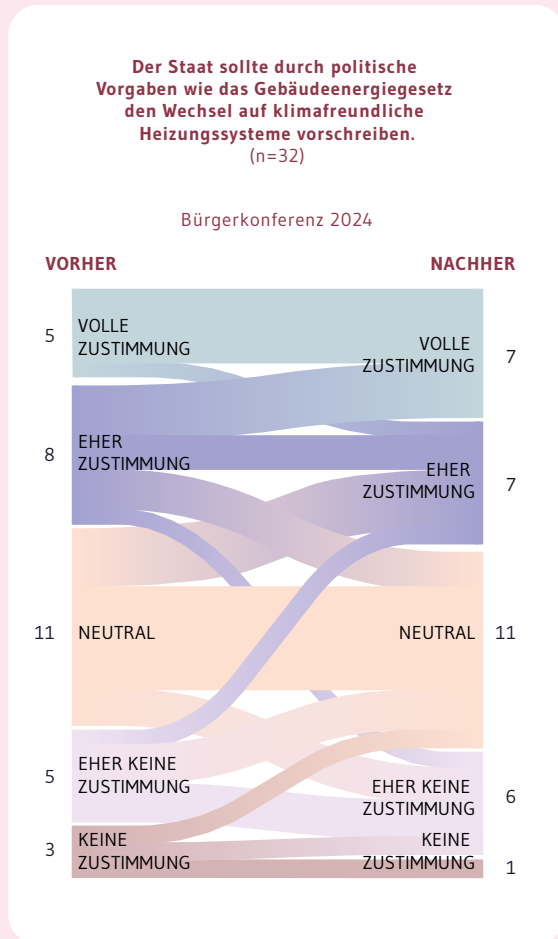 Der Staat sollte durch politische
Vorgaben wie das Gebäudeenergiegesetz
den Wechsel auf klimafreundliche
Heizungssysteme vorschreiben.
(n=32)
Bürgerkonferenz 2024
VORHER
NACHHER
5
VOLLE
ZUSTIMMUNG
VOLLE
ZUSTIMMUNG
7
8
EHER
ZUSTIMMUNG
EHER
ZUSTIMMUNG
7
11
NEUTRAL
NEUTRAL
11
5
EHER KEINE
ZUSTIMMUNG
EHER KEINE
ZUSTIMMUNG
6
3
KEINE
ZUSTIMMUNG
KEINE
ZUSTIMMUNG
1